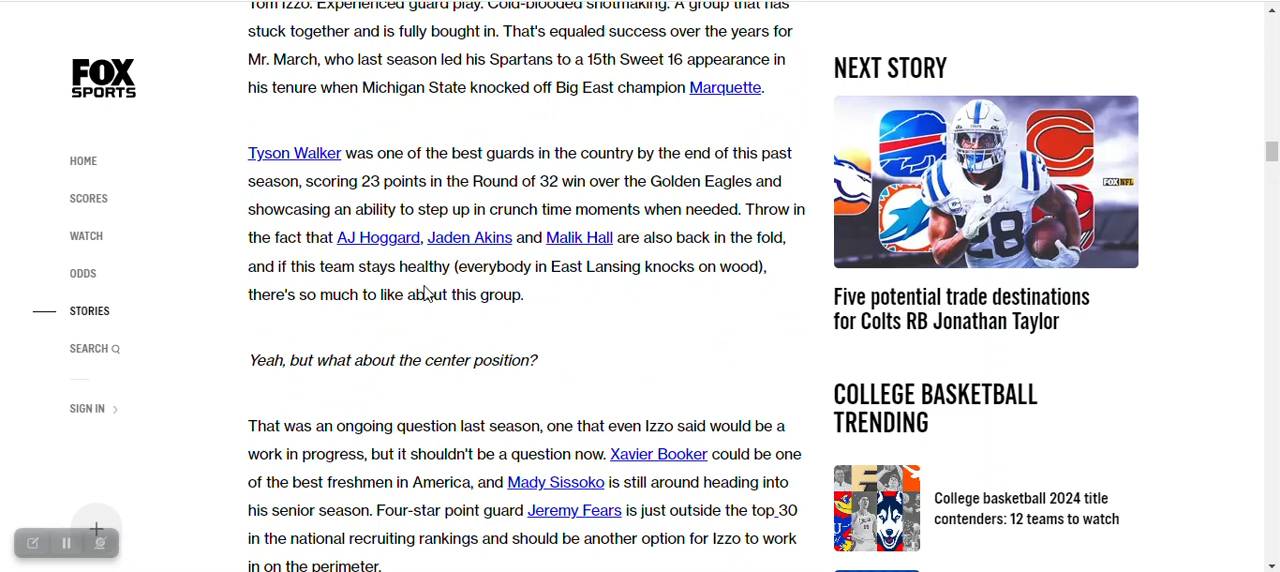 Tom Izzo. Experienced guard play. Cold-blooded shotmaking. A group that has
stuck together and is fully bought in. That's equaled success over the years for
Mr. March, who last season led his Spartans to a 15th Sweet 16 appearance in
his tenure when Michigan State knocked off Big East champion Marquette.
Tyson Walker was one of the best guards in the country by the end of this past
season, scoring 23 points in the Round of 32 win over the Golden Eagles and
showcasing an ability to step up in crunch time moments when needed. Throw in
the fact that AJ Hoggard, Jaden Akins and Malik Hall are also back in the fold,
and if this team stays healthy (everybody in East Lansing knocks on wood),
there's so much to like about this group.
Yeah, but what about the center position?
That was an ongoing question last season, one that even Izzo said would be a
work in progress, but it shouldn't be a question now. Xavier Booker could be one
of the best freshmen in America, and Mady Sissoko is still around heading into
his senior season. Four-star point guard Jeremy Fears is just outside the top 30
in the national recruiting rankings and should be another option for Izzo to work
in on the perimeter.
FOX
SPORTS
HOME
SCORES
WATCH
ODDS
STORIES
SEARCH
SIGN IN
NEXT STORY
28
FOX NFL
Five potential trade destinations
for Colts RB Jonathan Taylor
COLLEGE BASKETBALL
TRENDING
College basketball 2024 title
contenders: 12 teams to watch